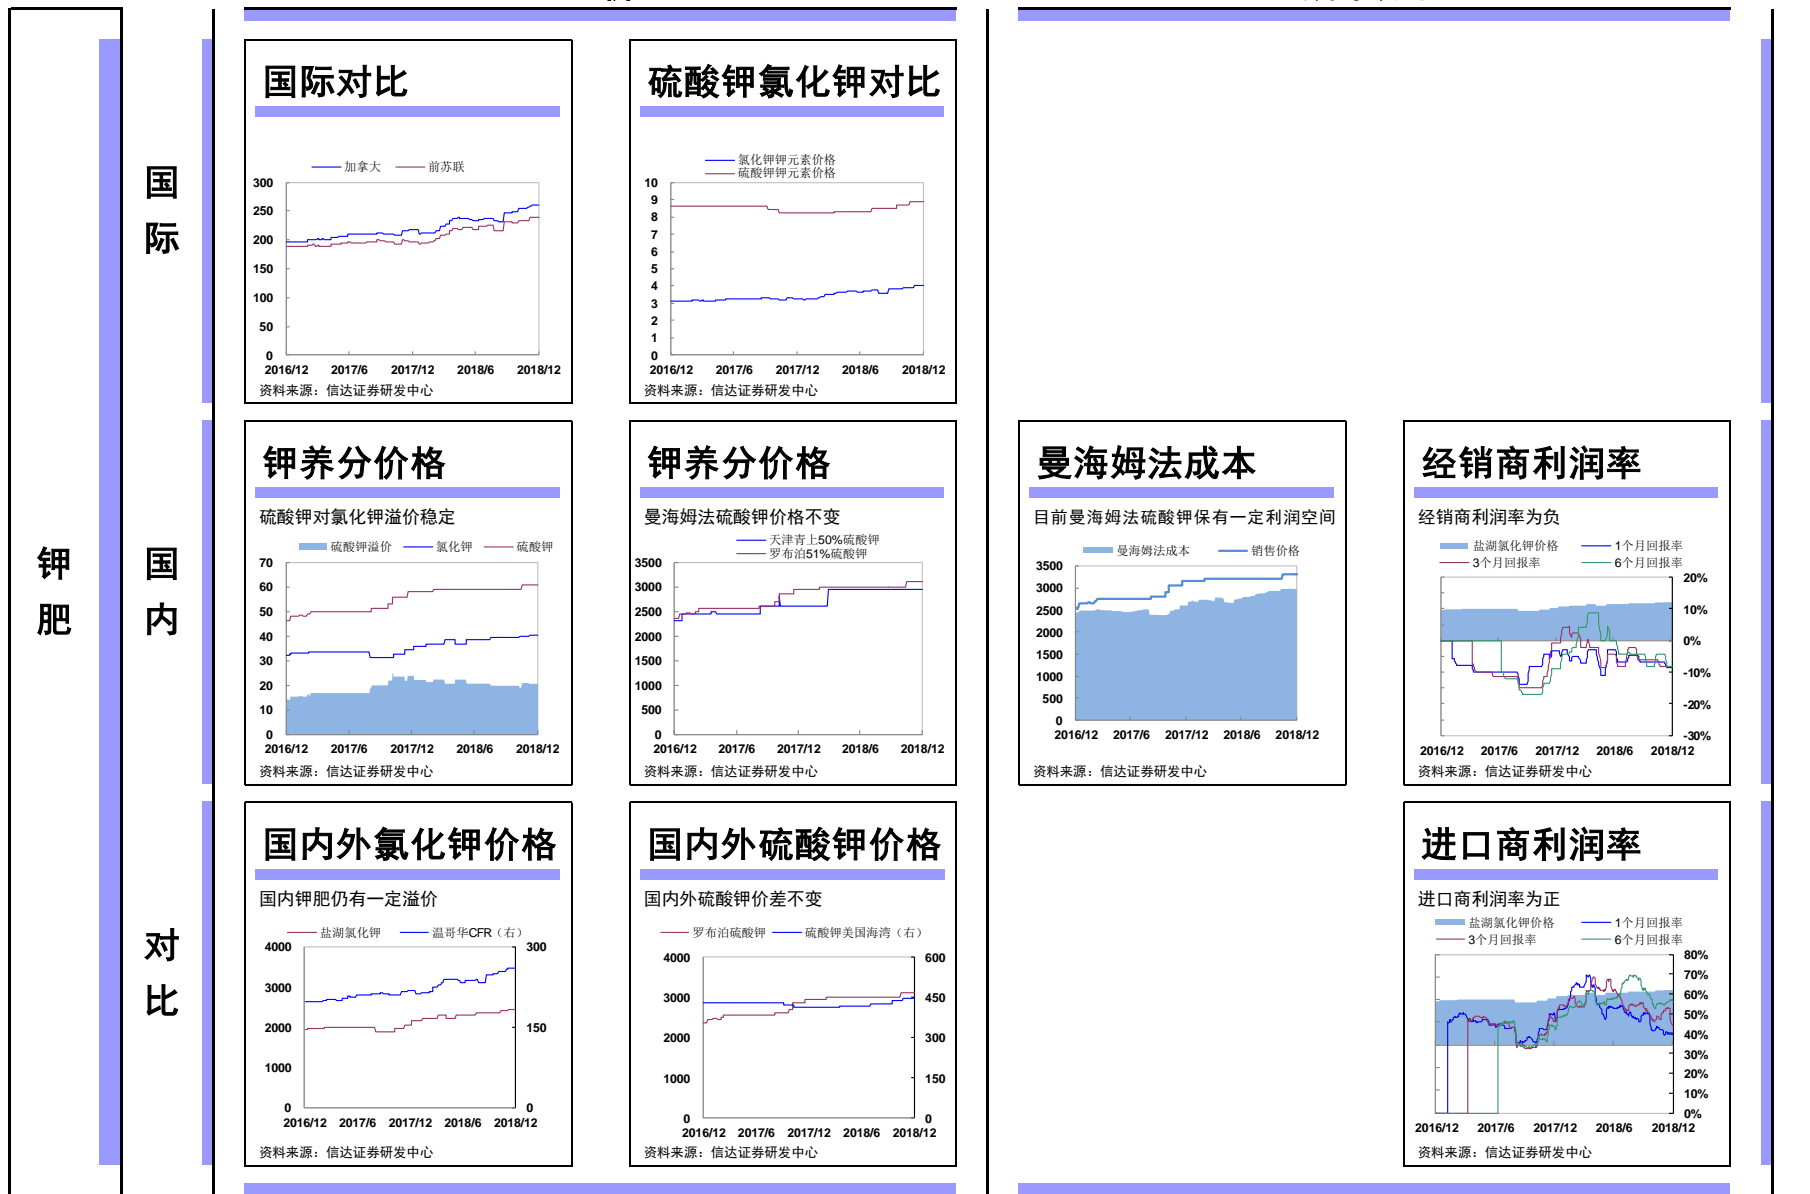 钾
肥
国
际
国
内
对
比
国际对比
加拿大
前苏联
300
250
200
150
100
50
0
2016/12 2017/6 2017/12 2018/6 2018/12
资料来源：信达证券研发中心
硫酸钾氯化钾对比
氯化钾钾元素价格
硫酸钾钾元素价格
10
9
8
7
6
5
4
3
2
1
0
2016/12 2017/6 2017/12 2018/6 2018/12
资料来源：信达证券研发中心
钾养分价格
硫酸钾对氯化钾溢价稳定
硫酸钾溢价 氯化钾 硫酸钾
70
60
50
40
30
20
10
0
2016/12 2017/6 2017/12 2018/6 2018/12
资料来源：信达证券研发中心
钾养分价格
曼海姆法硫酸钾价格不变
天津青上50%硫酸钾
罗布泊51%硫酸钾
3500
3000
2500
2000
1500
1000
500
0
2016/12 2017/6 2017/12 2018/6 2018/12
资料来源：信达证券研发中心
曼海姆法成本
目前曼海姆法硫酸钾保有一定利润空间
曼海姆法成本 销售价格
3500
3000
2500
2000
1500
1000
500
0
2016/12 2017/6 2017/12 2018/6 2018/12
资料来源：信达证券研发中心
经销商利润率
经销商利润率为负
盐湖氯化钾价格 1个月回报率
3个月回报率 6个月回报率
20%
10%
0%
-10%
-20%
-30%
2016/12 2017/6 2017/12 2018/6 2018/12
资料来源：信达证券研发中心
国内外氯化钾价格
国内钾肥仍有一定溢价
盐湖氯化钾 温哥华CFR（右）
4000
3000
2000
1000
0
300
150
0
2016/12 2017/6 2017/12 2018/6 2018/12
资料来源：信达证券研发中心
国内外硫酸钾价格
国内外硫酸钾价差不变
罗布泊硫酸钾 硫酸钾美国海湾（右）
4000
3000
2000
1000
0
600
450
300
150
0
2016/12 2017/6 2017/12 2018/6 2018/12
资料来源：信达证券研发中心
进口商利润率
进口商利润率为正
盐湖氯化钾价格 1个月回报率
3个月回报率 6个月回报率
80%
70%
60%
50%
40%
30%
20%
10%
0%
2016/12 2017/6 2017/12 2018/6 2018/12
资料来源：信达证券研发中心